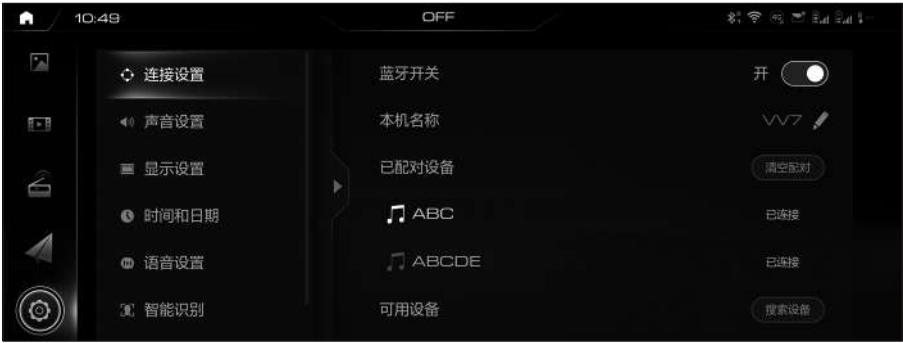 10:49 OFF
连接设置
声音设置
显示设置
时间和日期
语音设置
智能识别
蓝牙开关 开
本机名称 VV7
已配对设备 清空配对
ABC 已连接
ABCDE 已连接
可用设备 搜索设备